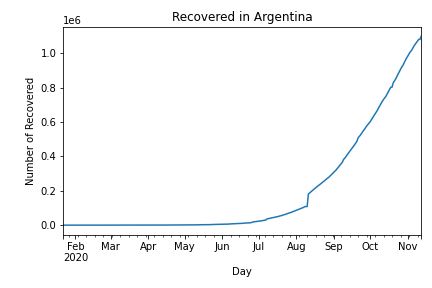 Recovered in Argentina
1e6
1.0
0.8
0.6
0.4
0.2
0.0
Number of Recovered
Feb Mar Apr May Jun Jul Aug Sep Oct Nov
2020
Day